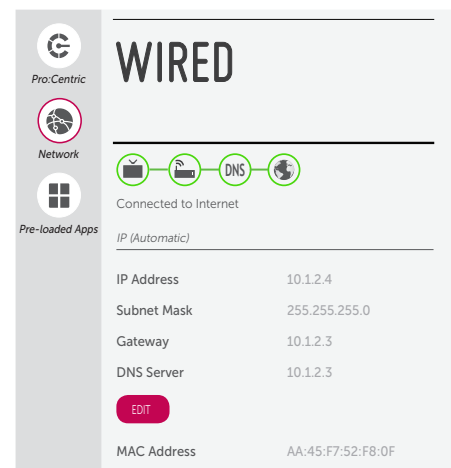 Pro:Centric
Network
Pre-loaded Apps
WIRED
DNS
Connected to Internet
IP (Automatic)
IP Address 10.1.2.4
Subnet Mask 255.255.255.0
Gateway 10.1.2.3
DNS Server 10.1.2.3
EDIT
MAC Address AA:45:F7:52:F8:0F